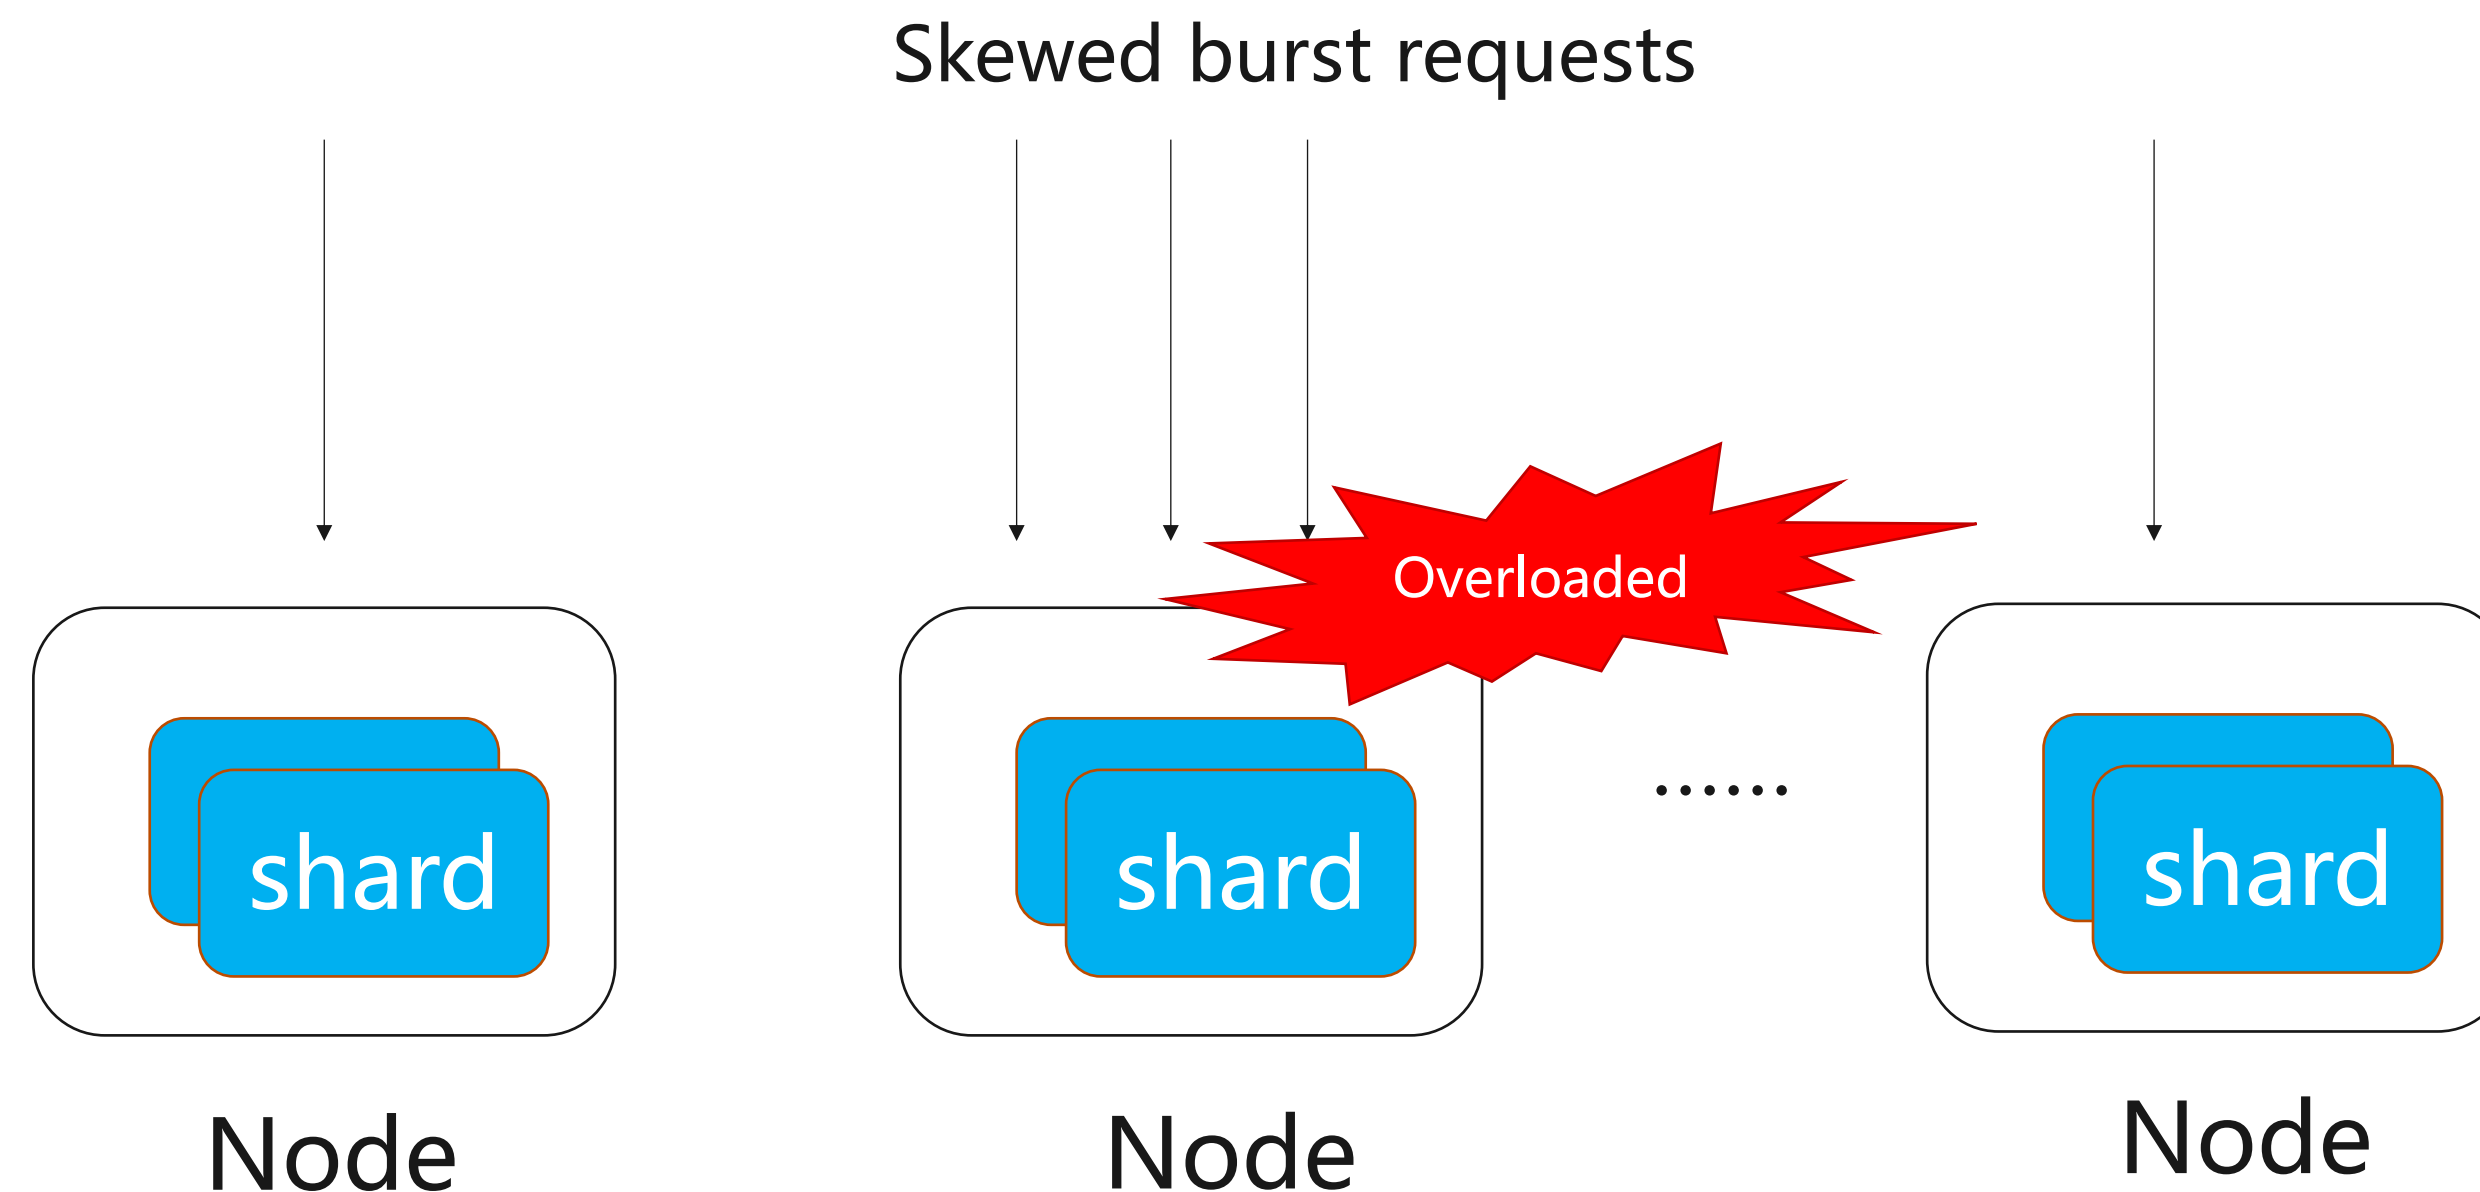 Skewed burst requests
Overloaded
......
shard
shard
shard
Node
Node
Node